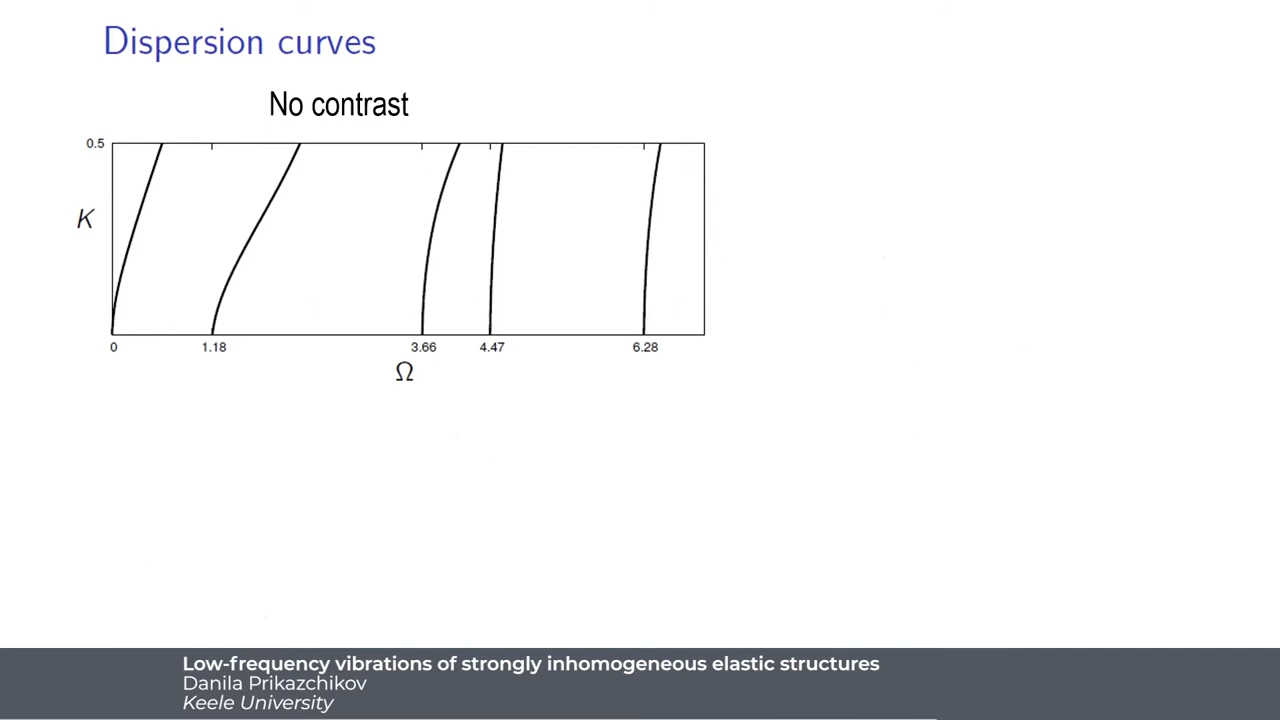 Dispersion curves
No contrast
0.5
K
0 1.18 3.66 4.47 6.28
Ω
Low-frequency vibrations of strongly inhomogeneous elastic structures
Danila Prikazchikov
Keele University